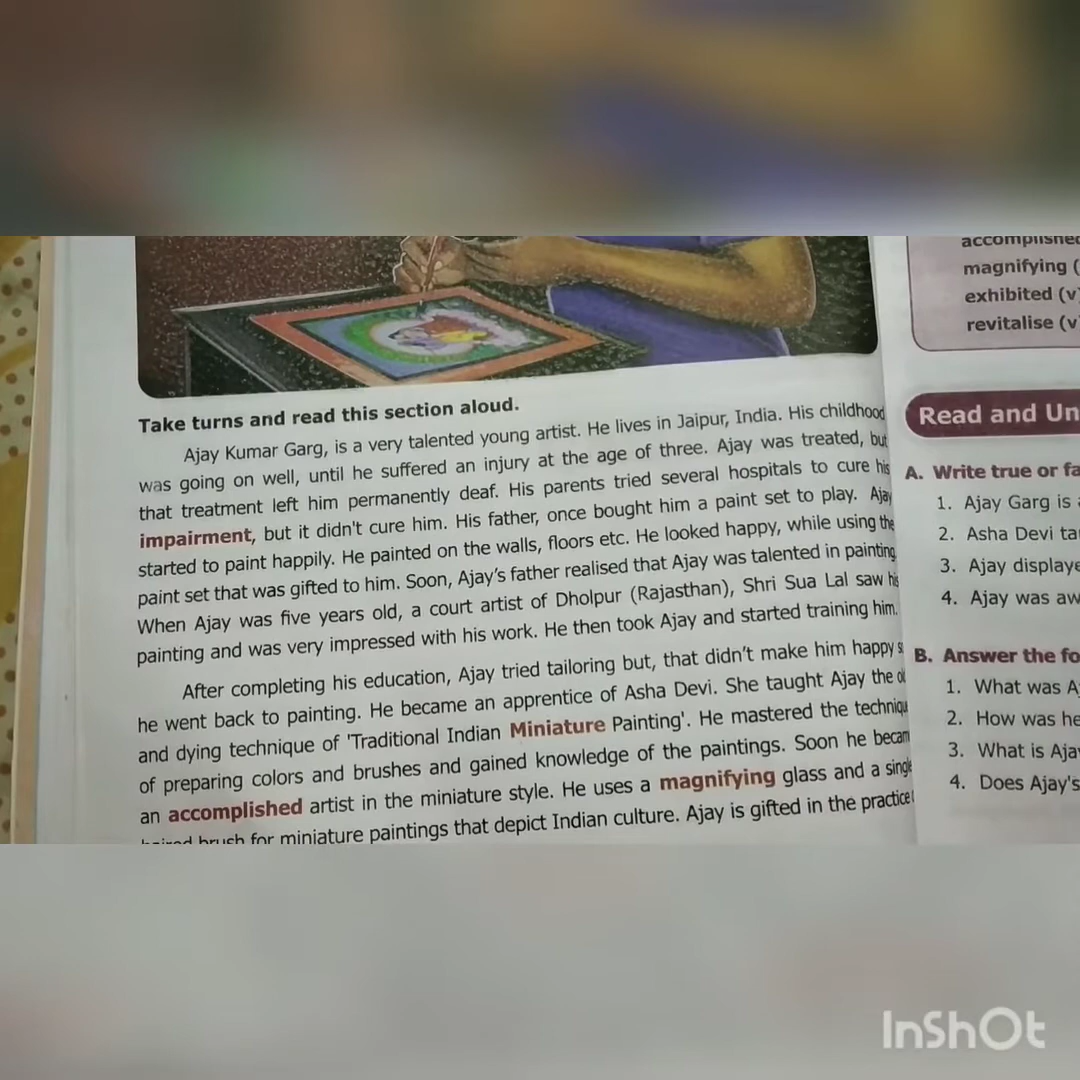 Take turns and read this section aloud.
Ajay Kumar Garg, is a very talented young artist. He lives in Jaipur, India. His childhood
was going on well, until he suffered an injury at the age of three. Ajay was treated, but
that treatment left him permanently deaf. His parents tried several hospitals to cure his
impairment, but it didn't cure him. His father, once bought him a paint set to play. Ajay
started to paint happily. He painted on the walls, floors etc. He looked happy, while using the
paint set that was gifted to him. Soon, Ajay's father realised that Ajay was talented in painting.
When Ajay was five years old, a court artist of Dholpur (Rajasthan), Shri Sua Lal saw his
painting and was very impressed with his work. He then took Ajay and started training him.
After completing his education, Ajay tried tailoring but, that didn't make him happy
he went back to painting. He became an apprentice of Asha Devi. She taught Ajay the
and dying technique of 'Traditional Indian Miniature Painting'. He mastered the
of preparing colors and brushes and gained knowledge of the paintings. Soon he
an accomplished artist in the miniature style. He uses a magnifying glass and a
brush for miniature paintings that depict Indian culture. Ajay is gifted in the practice
accomplished
magnifying (
exhibited (v
revitalise (v
Read and Un
A. Write true or fa
1. Ajay Garg is
2. Asha Devi ta
3. Ajay displaye
4. Ajay was aw
B. Answer the fo
1. What was A
2. How was he
3. What is Aja
4. Does Ajay's
InShOt